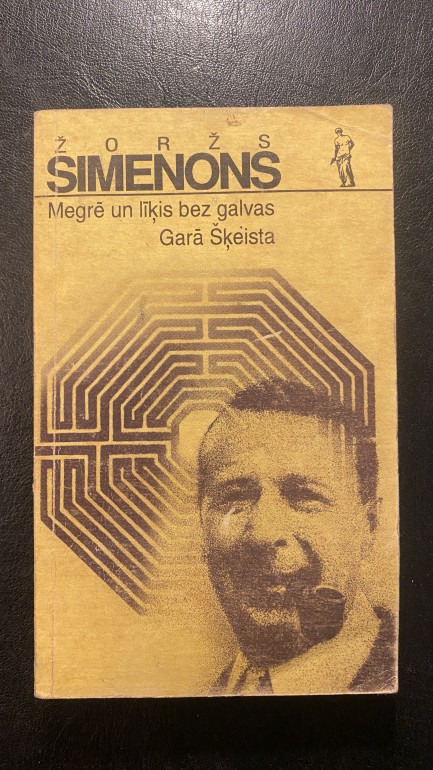 ŽORŽS
SIMENONS
Megrē un līķis bez galvas
Garā Šķeista